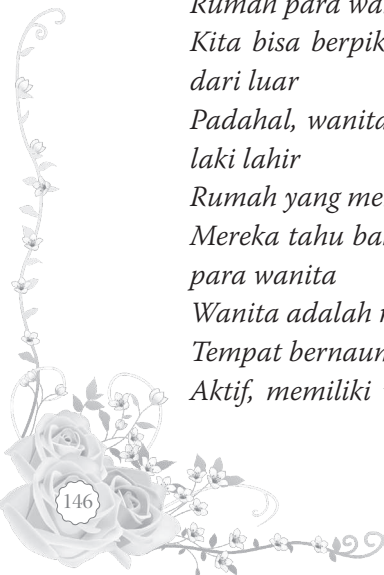 Rumah para wa
Kita bisa berpik
dari luar
Padahal, wanita
laki lahir
Rumah yang me
Mereka tahu ba
para wanita
Wanita adalah
Tempat bernaun
Aktif, memiliki
146